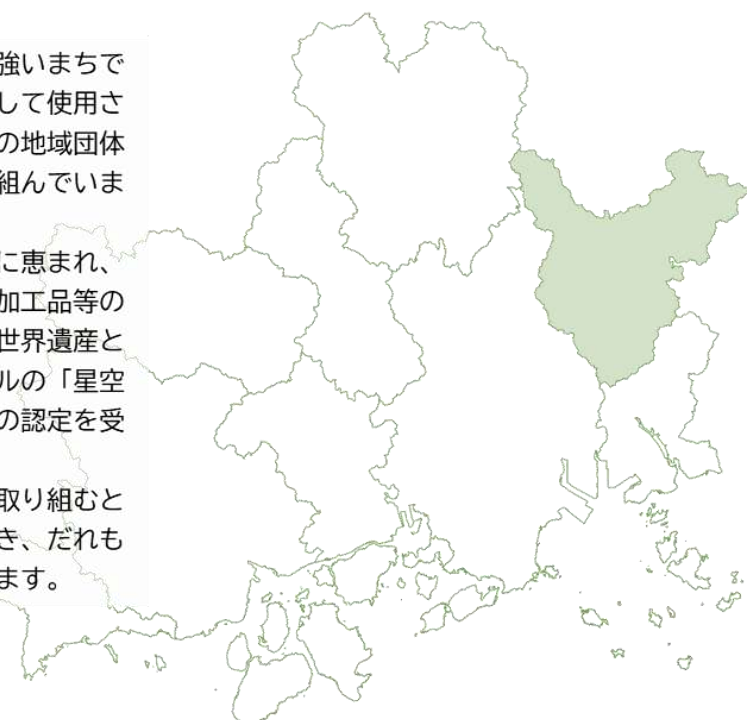 強いまちで
して使用さ
の地域団体
組んでいま
に恵まれ、
加工品等の
世界遺産と
ルの「星空
の認定を受
取り組むと
き、だれも
ます。